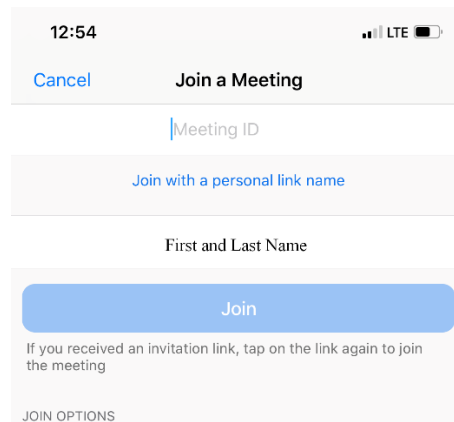 12:54
LTE
Cancel
Join a Meeting
Meeting ID
Join with a personal link name
First and Last Name
Join
If you received an invitation link, tap on the link again to join
the meeting
JOIN OPTIONS